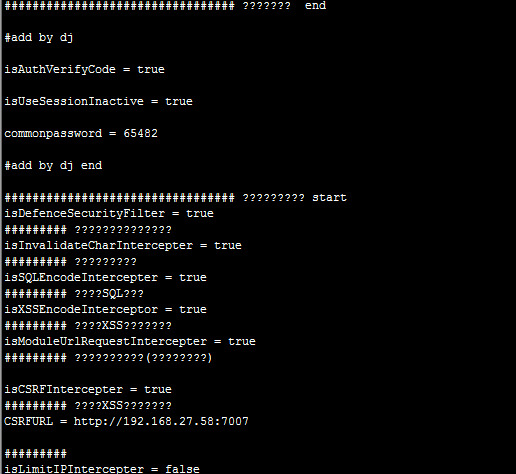 ################################# ???????  end
#add by dj
isAuthVerifyCode = true
isUseSessionInactive = true
commonpassword = 65482
#add by dj end
################################# ????????? start
isDefenceSecurityFilter = true
######### ??????????????
isInvalidateCharIntercepter = true
######### ?????????
isSQLEncodeIntercepter = true
######### ????SQL???
isXSSEncodeInterceptor = true
######### ????XSS???????
isModuleUrlRequestIntercepter = true
######### ??????????(????????)
isCSRFIntercepter = true
######### ????XSS???????
CSRFURL = http://192.168.27.58:7007
#########
isLimitIPIntercepter = false